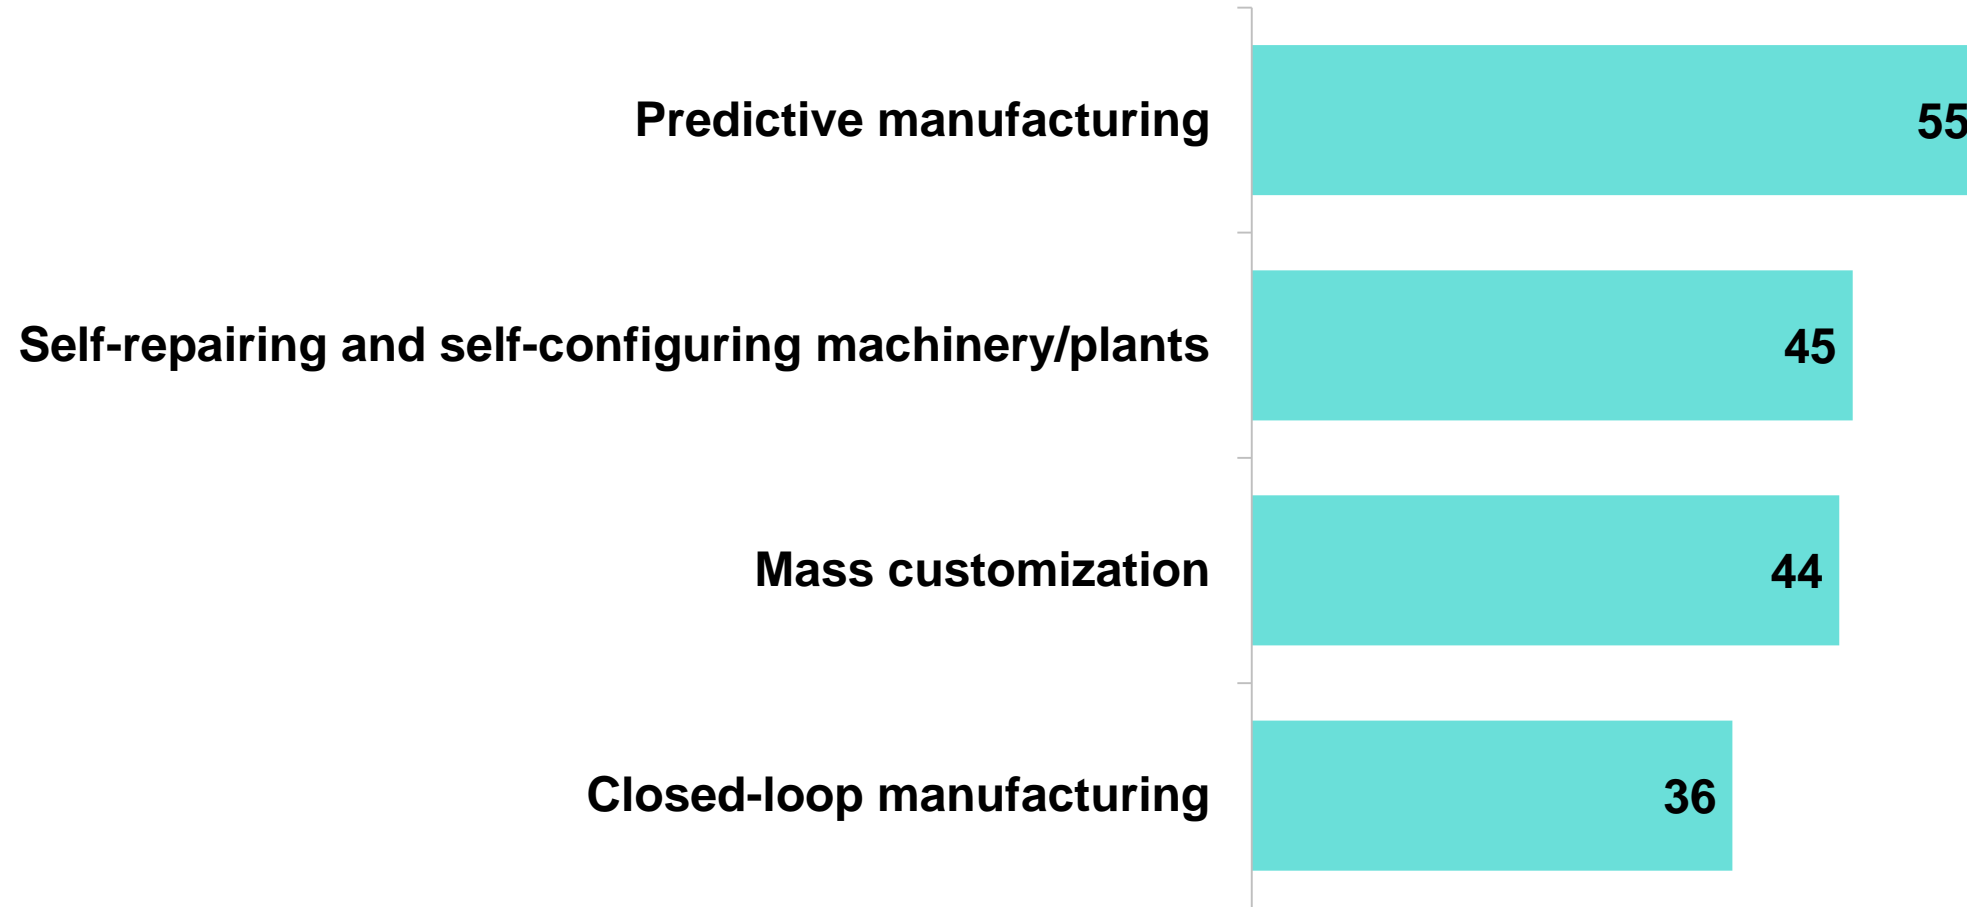 Predictive manufacturing 55
Self-repairing and self-configuring machinery/plants 45
Mass customization 44
Closed-loop manufacturing 36